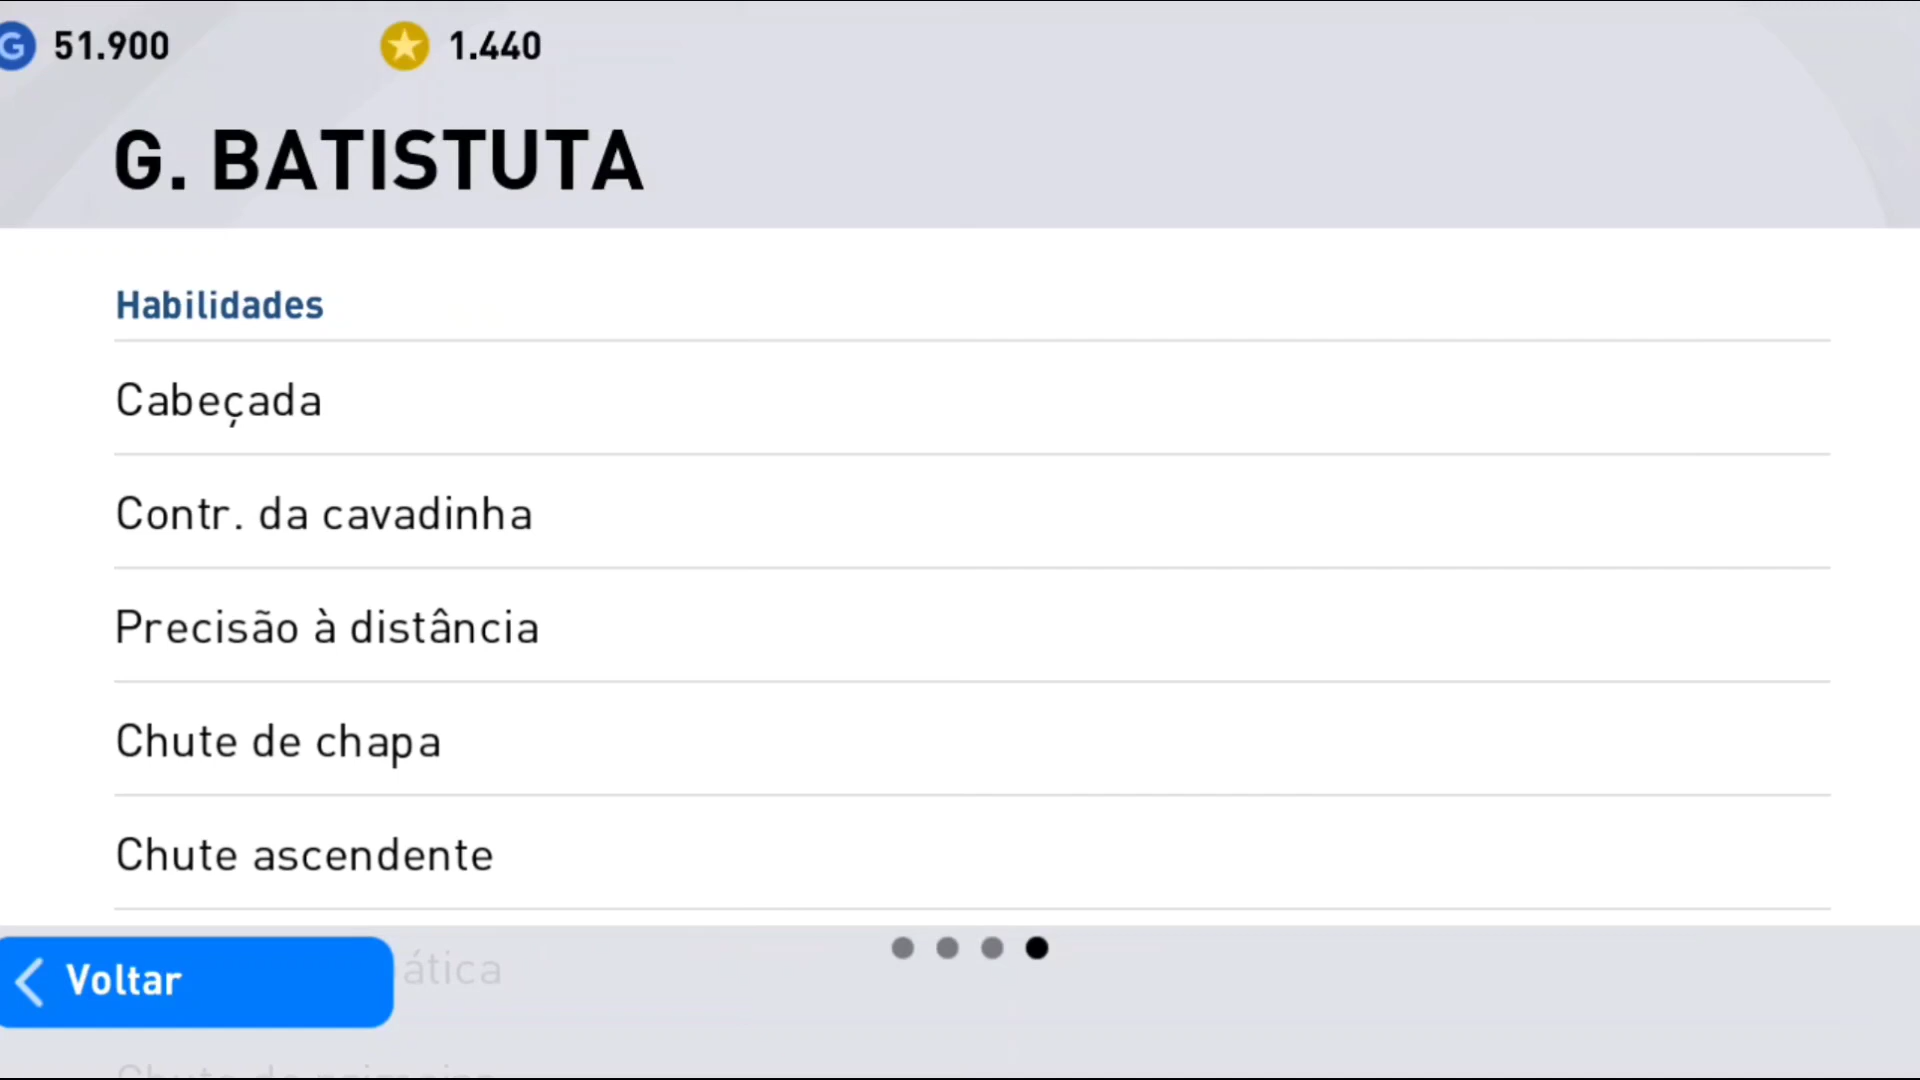 G 51.900 1.440
G. BATISTUTA
Habilidades
Cabeçada
Contr. da cavadinha
Precisão à distância
Chute de chapa
Chute ascendente
Voltar